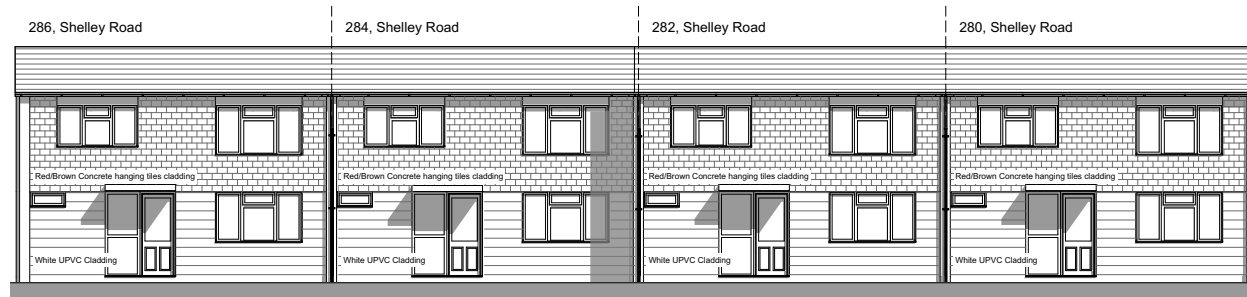 286, Shelley Road
284, Shelley Road
282, Shelley Road
280, Shelley Road
Red/Brown Concrete hanging tiles cladding
Red/Brown Concrete hanging tiles cladding
Red/Brown Concrete hanging tiles cladding
Red/Brown Concrete hanging tiles cladding
White UPVC Cladding
White UPVC Cladding
White UPVC Cladding
White UPVC Cladding